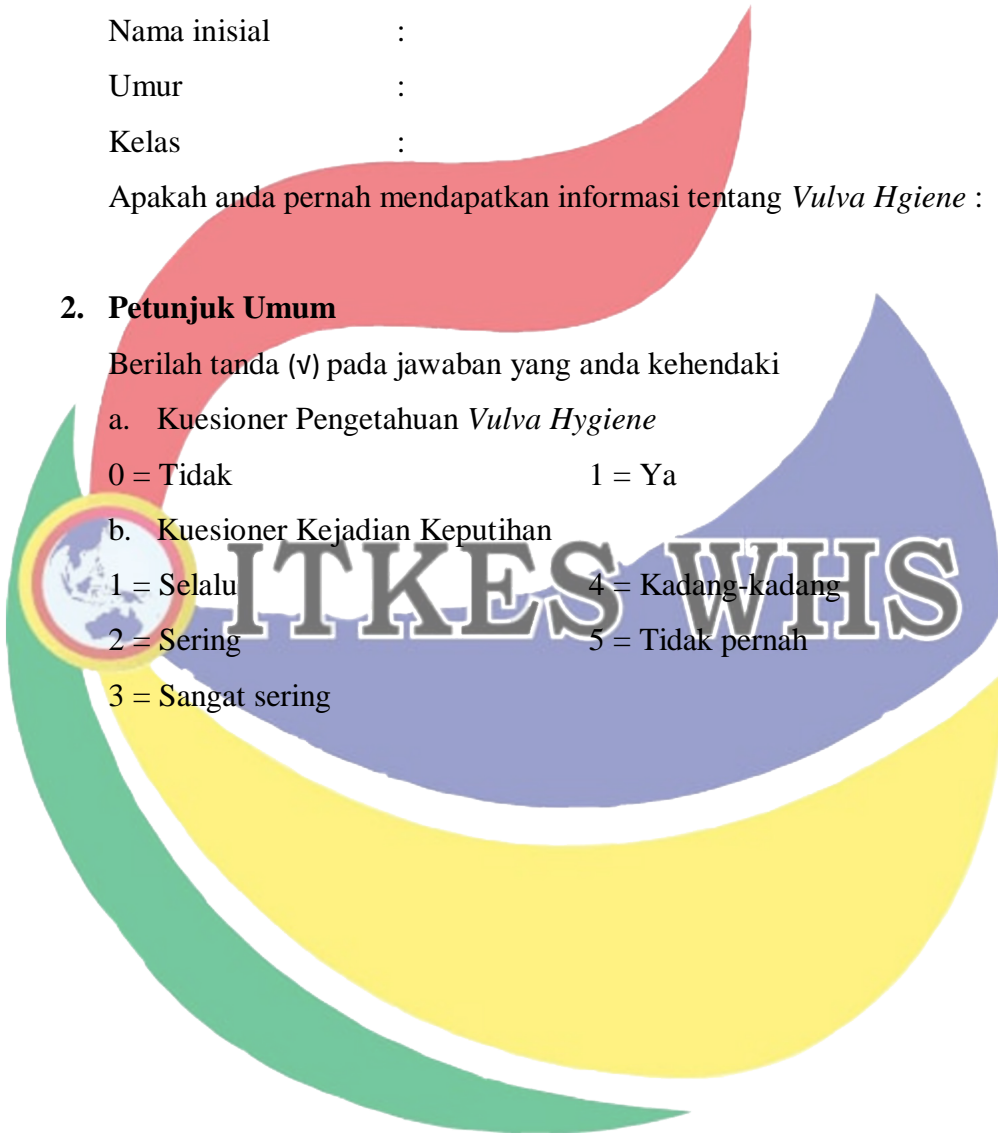 Nama inisial :
Umur :
Kelas :
Apakah anda pernah mendapatkan informasi tentang Vulva Hgiene :
2. Petunjuk Umum
Berilah tanda (√) pada jawaban yang anda kehendaki
a. Kuesioner Pengetahuan Vulva Hygiene
0 = Tidak 1 = Ya
b. Kuesioner Kejadian Keputihan
ITKES WHS
1 = Selalu 4 = Kadang-kadang
2 = Sering 5 = Tidak pernah
3 = Sangat sering